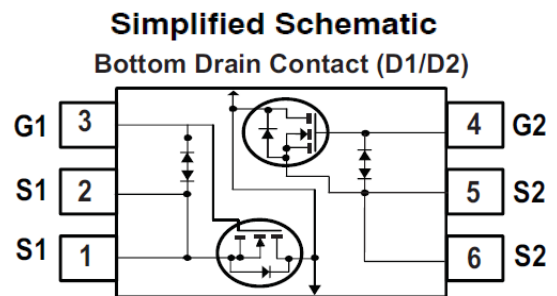 Simplified Schematic
Bottom Drain Contact (D1/D2)
G1 3 4 G2
S1 2 5 S2
S1 1 6 S2